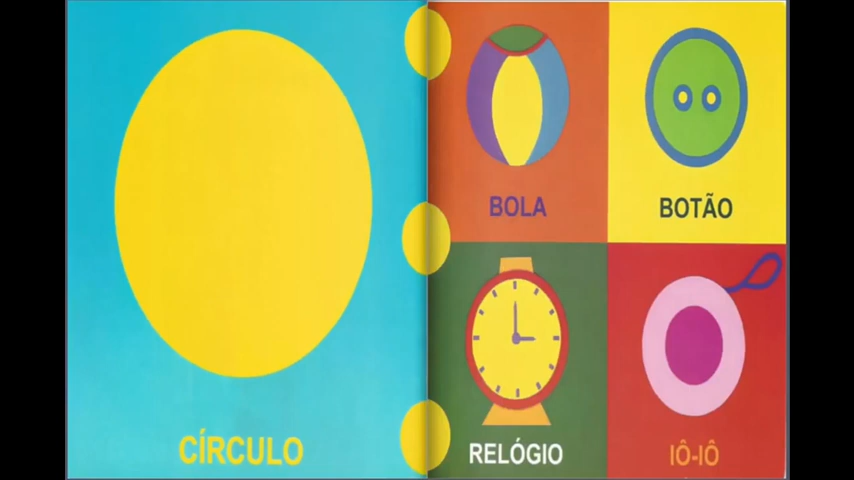 CÍRCULO
BOLA
BOTÃO
RELÓGIO
IÔ-IÔ